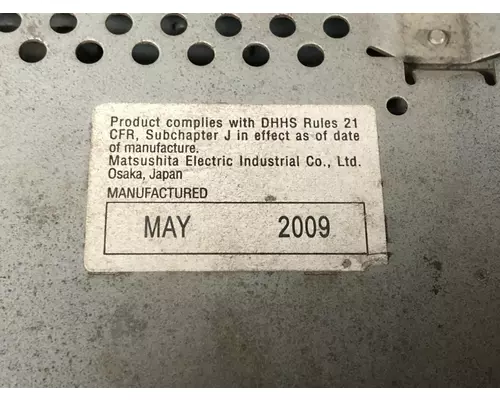 Product complies with DHHS Rules 21
CFR, Subchapter J in effect as of date
of manufacture.
Matsushita Electric Industrial Co., Ltd.
Osaka, Japan
MANUFACTURED
MAY 2009